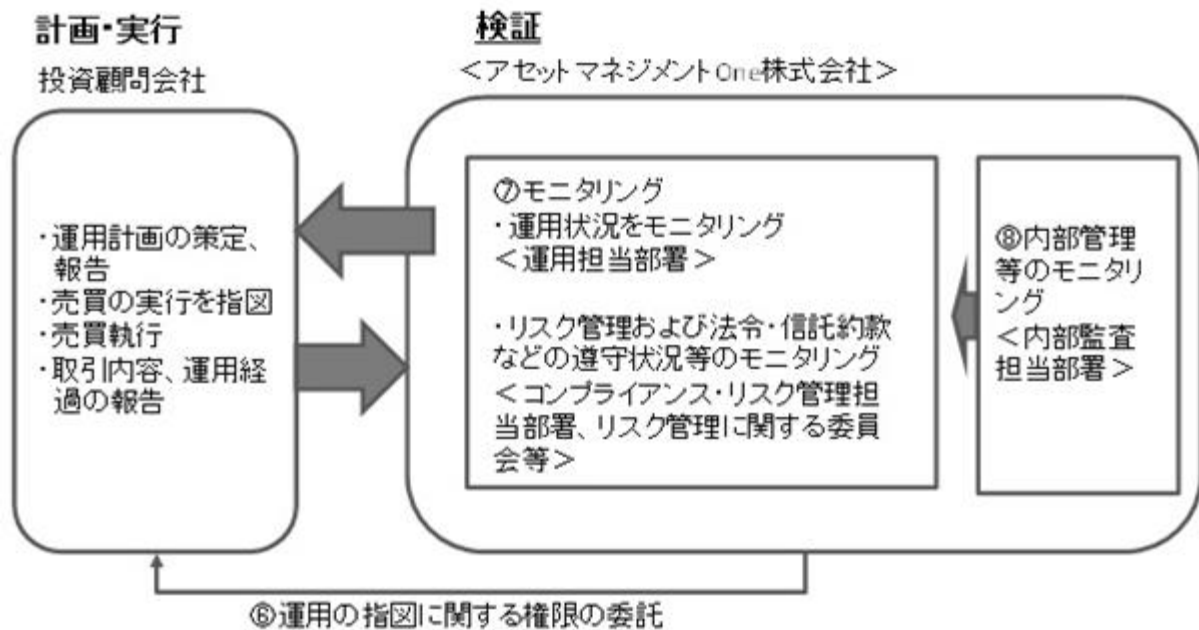 計画・実行
投資顧問会社
・運用計画の策定、
報告
・売買の実行を指図
・売買執行
・取引内容、運用経
過の報告
検証
＜アセットマネジメントOne株式会社＞
⑦モニタリング
・運用状況をモニタリング
＜運用担当部署＞
・リスク管理および法令・信託約款
などの遵守状況等のモニタリング
＜コンプライアンス・リスク管理担
当部署、リスク管理に関する委員
会等＞
⑧内部管理
等のモニタリ
ング
＜内部監査
担当部署＞
⑥運用の指図に関する権限の委託